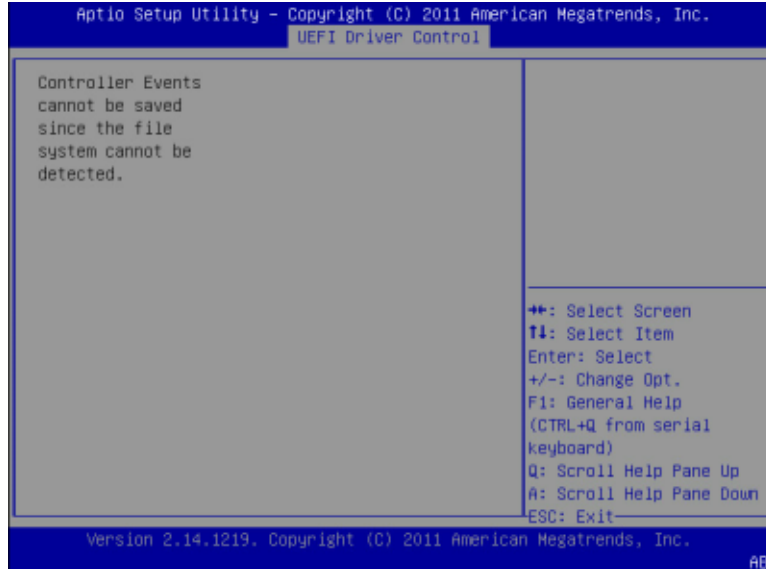 Aptio Setup Utility – Copyright (C) 2011 American Megatrends, Inc.
UEFI Driver Control
Controller Events
cannot be saved
since the file
system cannot be
detected.
→←: Select Screen
↑↓: Select Item
Enter: Select
+/-: Change Opt.
F1: General Help
(CTRL+Q from serial
keyboard)
Q: Scroll Help Pane Up
A: Scroll Help Pane Down
ESC: Exit
Version 2.14.1219. Copyright (C) 2011 American Megatrends, Inc.
AB